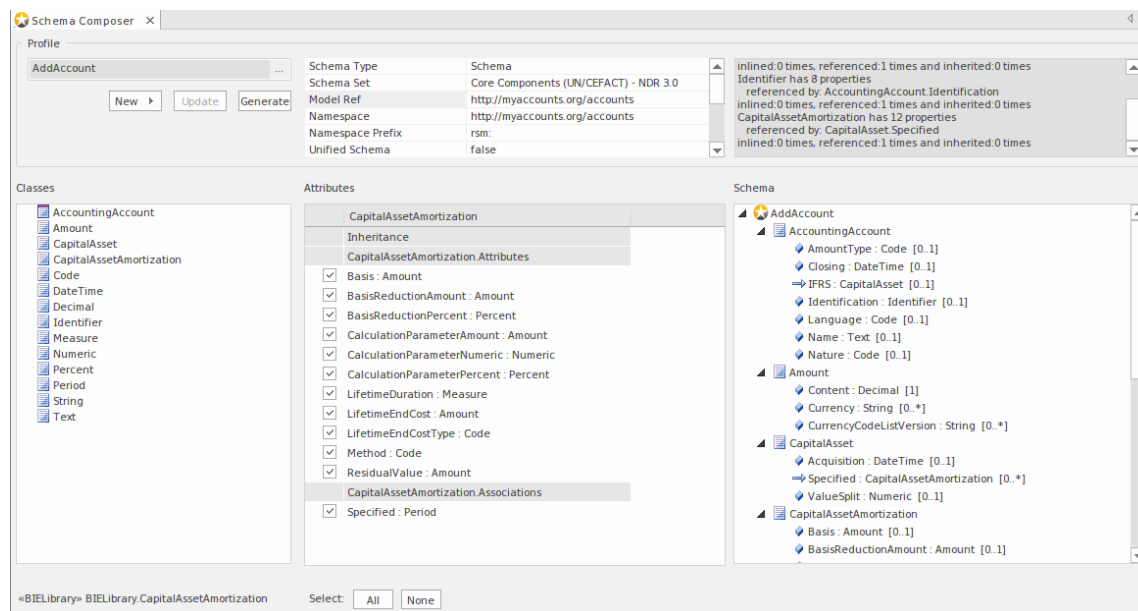 Schema Composer
Profile
AddAccount ...
New Update Generate
Schema Type Schema
Schema Set Core Components (UN/CEFACT) - NDR 3.0
Model Ref http://myaccounts.org/accounts
Namespace http://myaccounts.org/accounts
Namespace Prefix rsm:
Unified Schema false
inlined:0 times, referenced:1 times and inherited:0 times
Identifier has 8 properties
referenced by: AccountingAccount.Identification
inlined:0 times, referenced:1 times and inherited:0 times
CapitalAssetAmortization has 12 properties
referenced by: CapitalAsset.Specified
inlined:0 times, referenced:1 times and inherited:0 times
Classes
AccountingAccount
Amount
CapitalAsset
CapitalAssetAmortization
Code
DateTime
Decimal
Identifier
Measure
Numeric
Percent
Period
String
Text
Attributes
CapitalAssetAmortization
Inheritance
CapitalAssetAmortization.Attributes
Basis : Amount
BasisReductionAmount : Amount
BasisReductionPercent : Percent
CalculationParameterAmount : Amount
CalculationParameterNumeric : Numeric
CalculationParameterPercent : Percent
LifetimeDuration : Measure
LifetimeEndCost : Amount
LifetimeEndCostType : Code
Method : Code
ResidualValue : Amount
CapitalAssetAmortization.Associations
Specified : Period
Schema
AddAccount
AccountingAccount
AmountType : Code [0..1]
Closing : DateTime [0..1]
IFRS : CapitalAsset [0..1]
Identification : Identifier [0..1]
Language : Code [0..1]
Name : Text [0..1]
Nature : Code [0..1]
Amount
Content : Decimal [1]
Currency : String [0..*]
CurrencyCodeListVersion : String [0..*]
CapitalAsset
Acquisition : DateTime [0..1]
Specified : CapitalAssetAmortization [0..*]
ValueSplit : Numeric [0..1]
CapitalAssetAmortization
Basis : Amount [0..1]
BasisReductionAmount : Amount [0..1]
«BIELibrary» BIELibrary.CapitalAssetAmortization
Select: All None